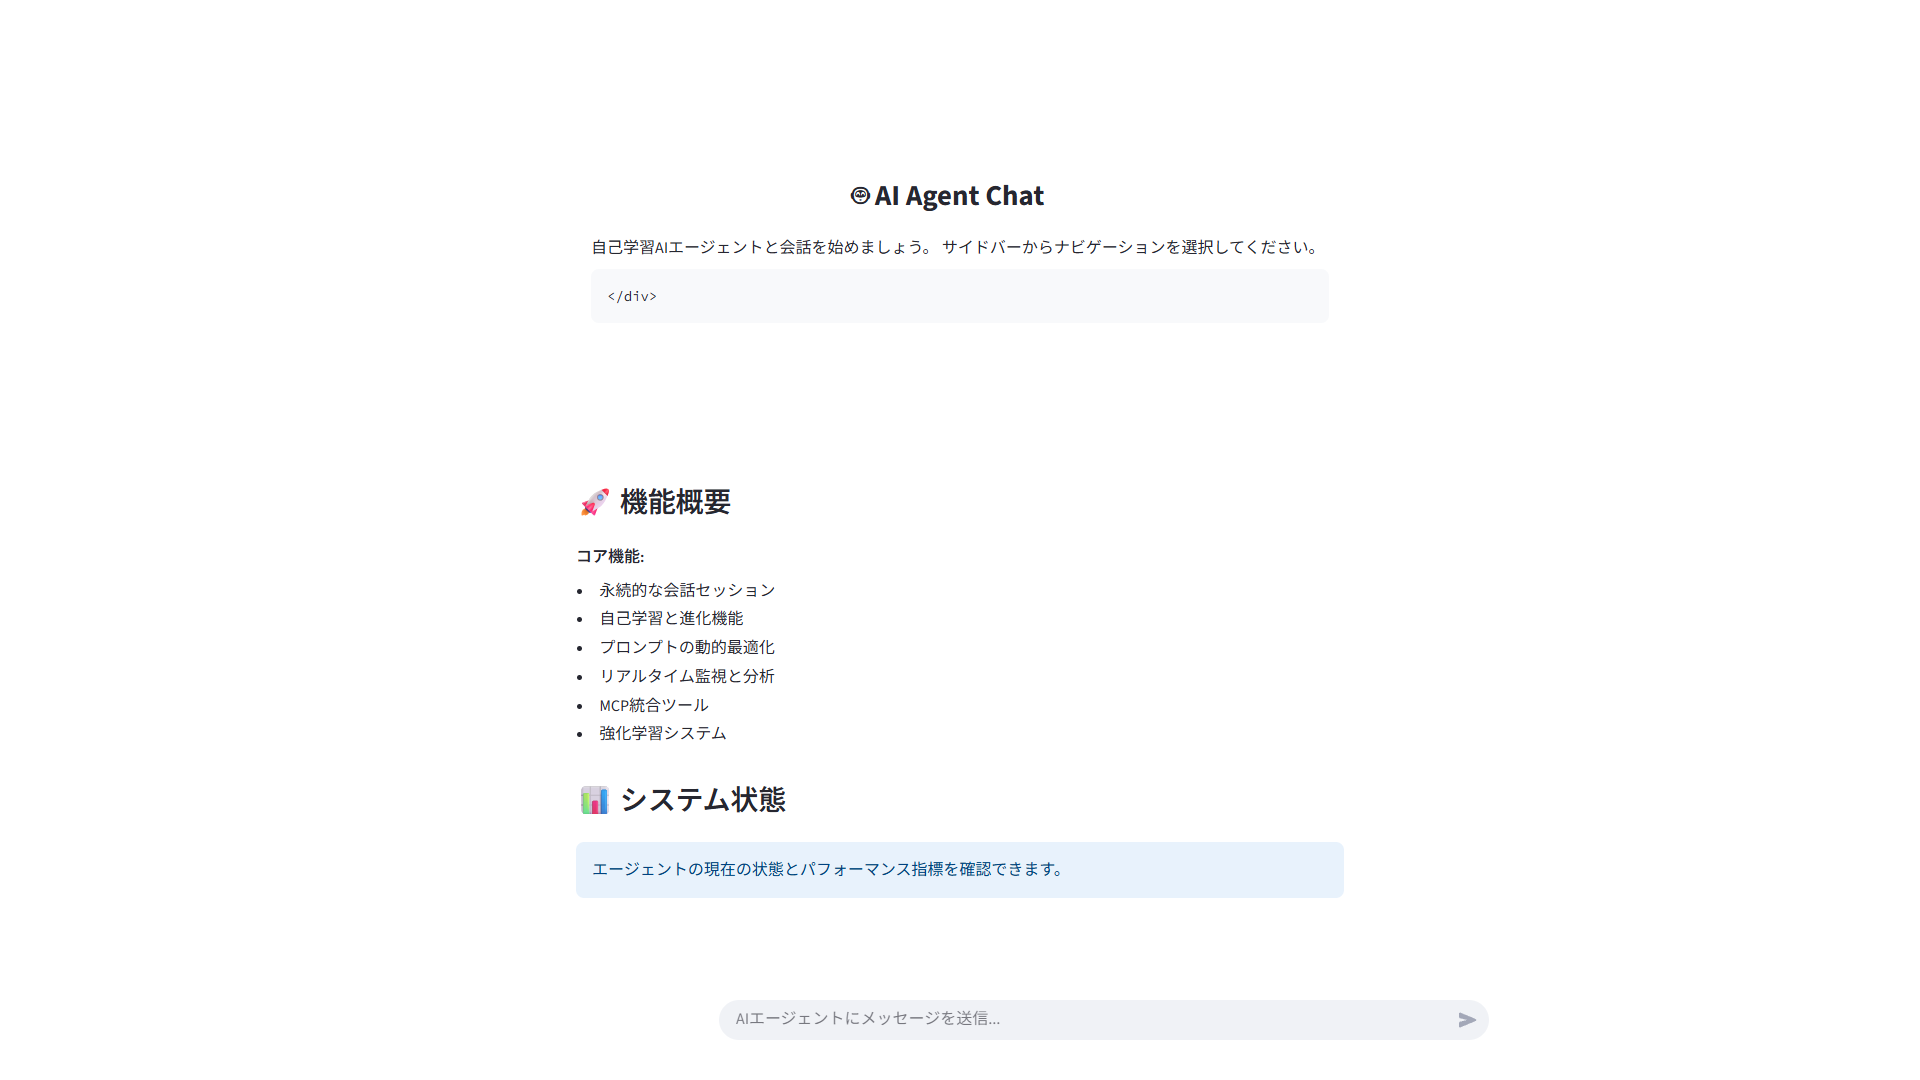 AI Agent Chat
自己学習AIエージェントと会話を始めましょう。 サイドバーからナビゲーションを選択してください。
</div>
🚀 機能概要
コア機能:
• 永続的な会話セッション
• 自己学習と進化機能
• プロンプトの動的最適化
• リアルタイム監視と分析
• MCP統合ツール
• 強化学習システム
📊 システム状態
エージェントの現在の状態とパフォーマンス指標を確認できます。
AIエージェントにメッセージを送信...